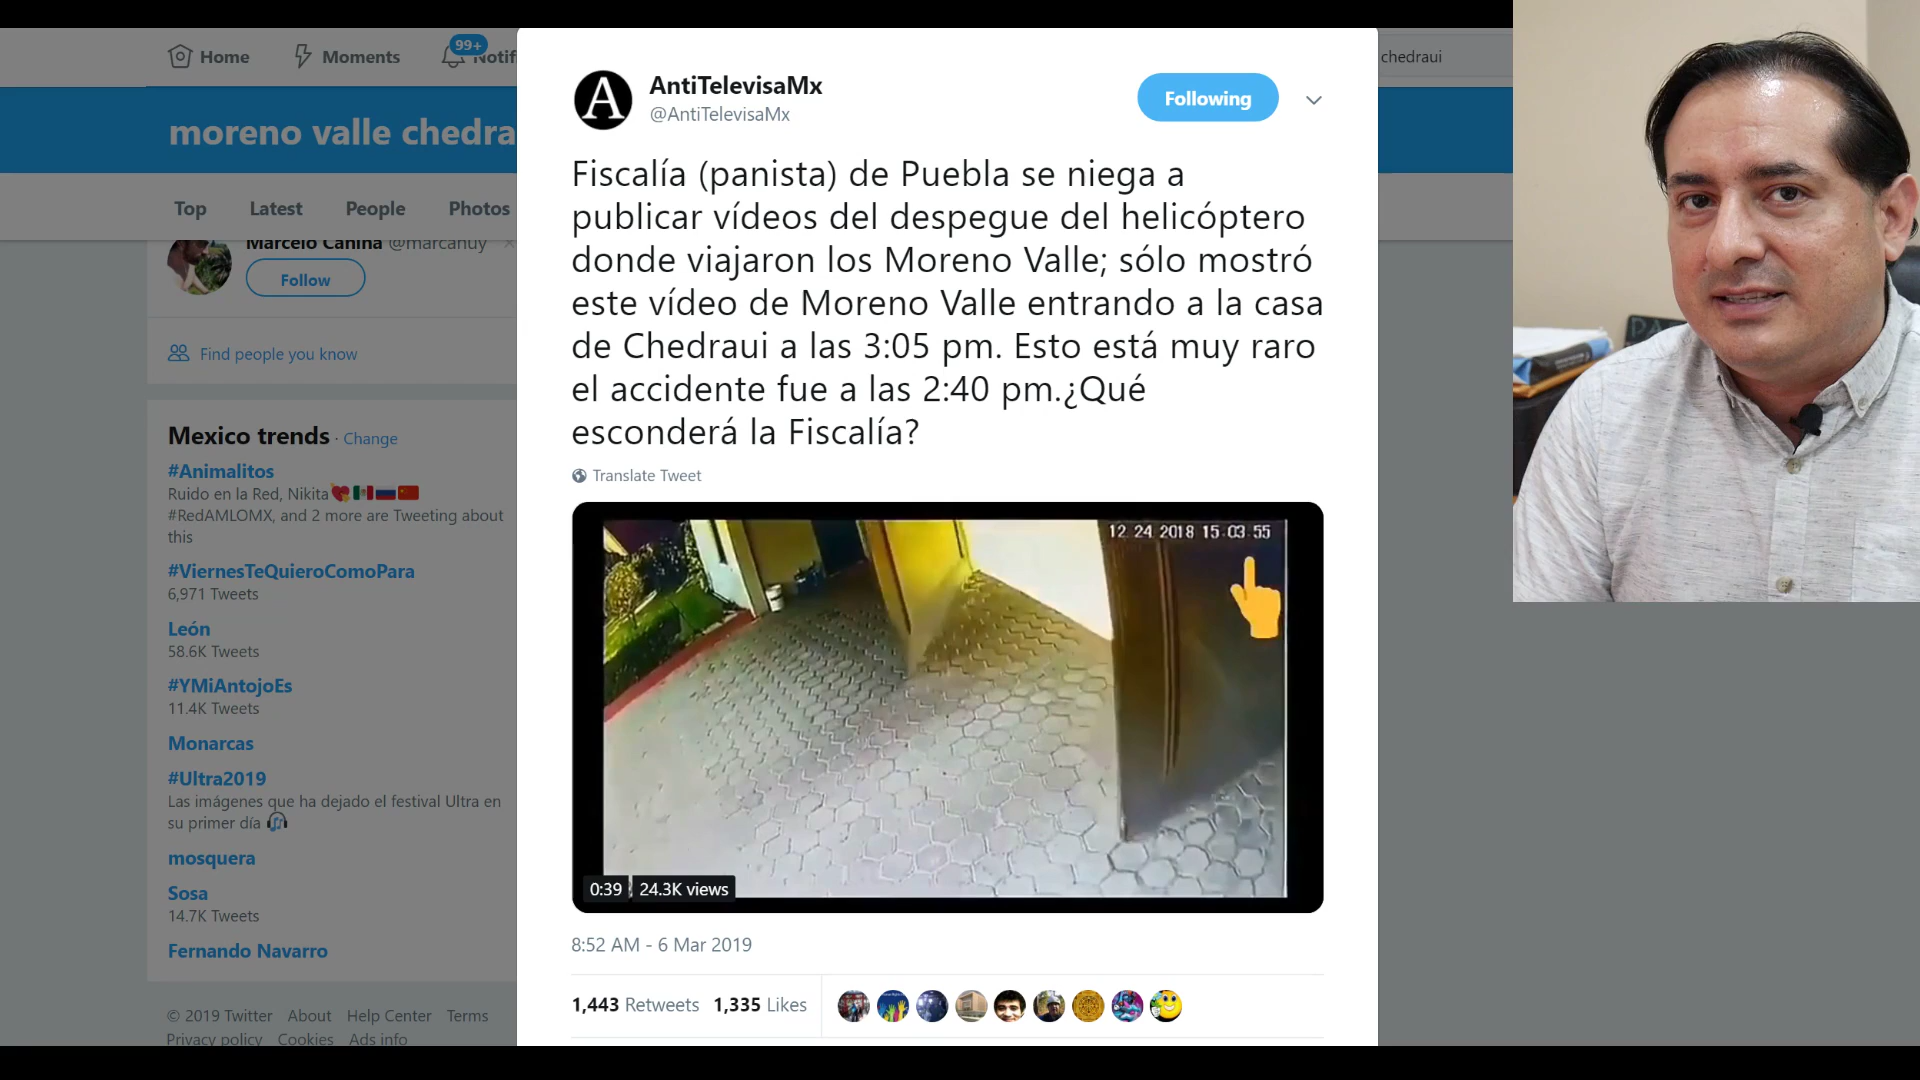 Home
Moments
99+
Notif
chedraui
moreno valle chedra
Top
Latest
People
Photos
Marcelo Canina @marcanuy
Follow
Find people you know
Mexico trends · Change
#Animalitos
Ruido en la Red, Nikita
#RedAMLOMX, and 2 more are Tweeting about
this
#ViernesTeQuieroComoPara
6,971 Tweets
León
58.6K Tweets
#YMiAntojoEs
11.4K Tweets
Monarcas
#Ultra2019
Las imágenes que ha dejado el festival Ultra en
su primer día
mosquera
Sosa
14.7K Tweets
Fernando Navarro
© 2019 Twitter About Help Center Terms
Privacy policy Cookies Ads info
A
AntiTelevisaMx
@AntiTelevisaMx
Following
Fiscalía (panista) de Puebla se niega a
publicar vídeos del despegue del helicóptero
donde viajaron los Moreno Valle; sólo mostró
este vídeo de Moreno Valle entrando a la casa
de Chedraui a las 3:05 pm. Esto está muy raro
el accidente fue a las 2:40 pm.¿Qué
esconderá la Fiscalía?
Translate Tweet
12 24 2018 15:03:55
0:39
24.3K views
8:52 AM - 6 Mar 2019
1,443 Retweets 1,335 Likes